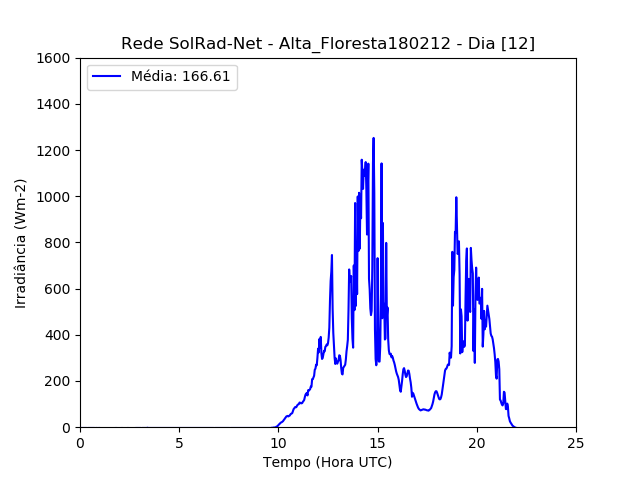 Rede SolRad-Net - Alta_Floresta180212 - Dia [12]
Média: 166.61
Irradiância (Wm-2)
1600
1400
1200
1000
800
600
400
200
0
0 5 10 15 20 25
Tempo (Hora UTC)